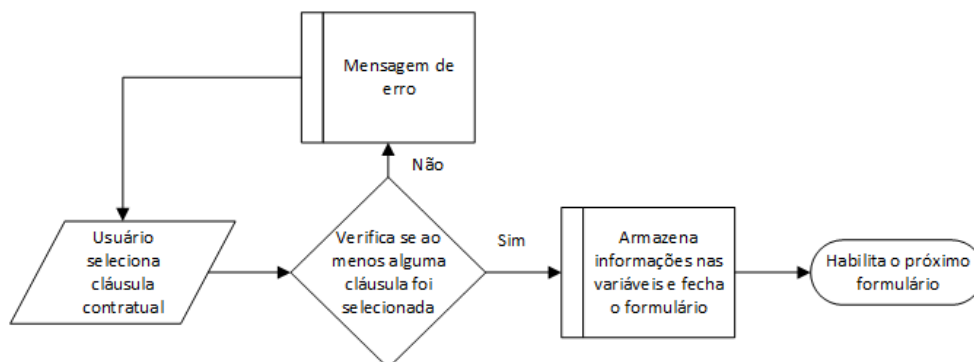 Mensagem de
erro
Não
Usuário
seleciona
cláusula
contratual
Verifica se ao
menos alguma
cláusula foi
selecionada
Sim
Armazena
informações nas
variáveis e fecha
o formulário
Habilita o próximo
formulário